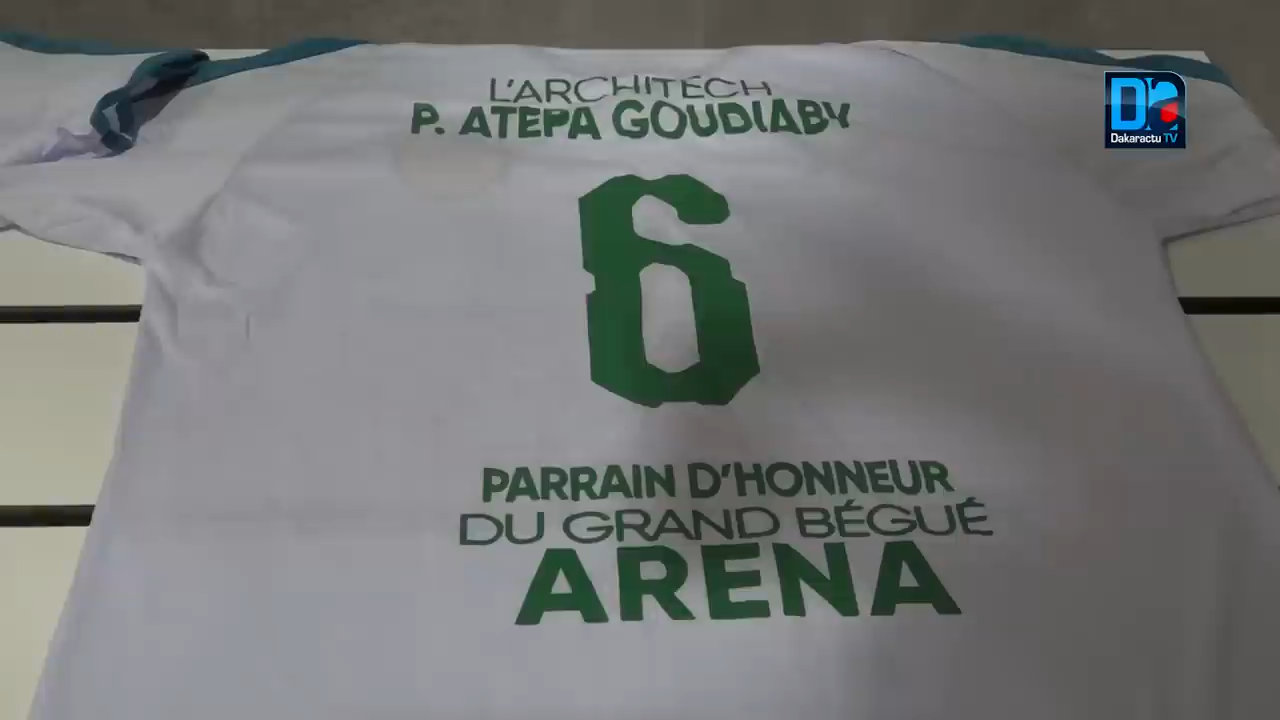 L'ARCHITECH
P. ATEPA GOUDIABY
6
PARRAIN D'HONNEUR
DU GRAND BÉGUÉ
ARENA
Dakaractu TV